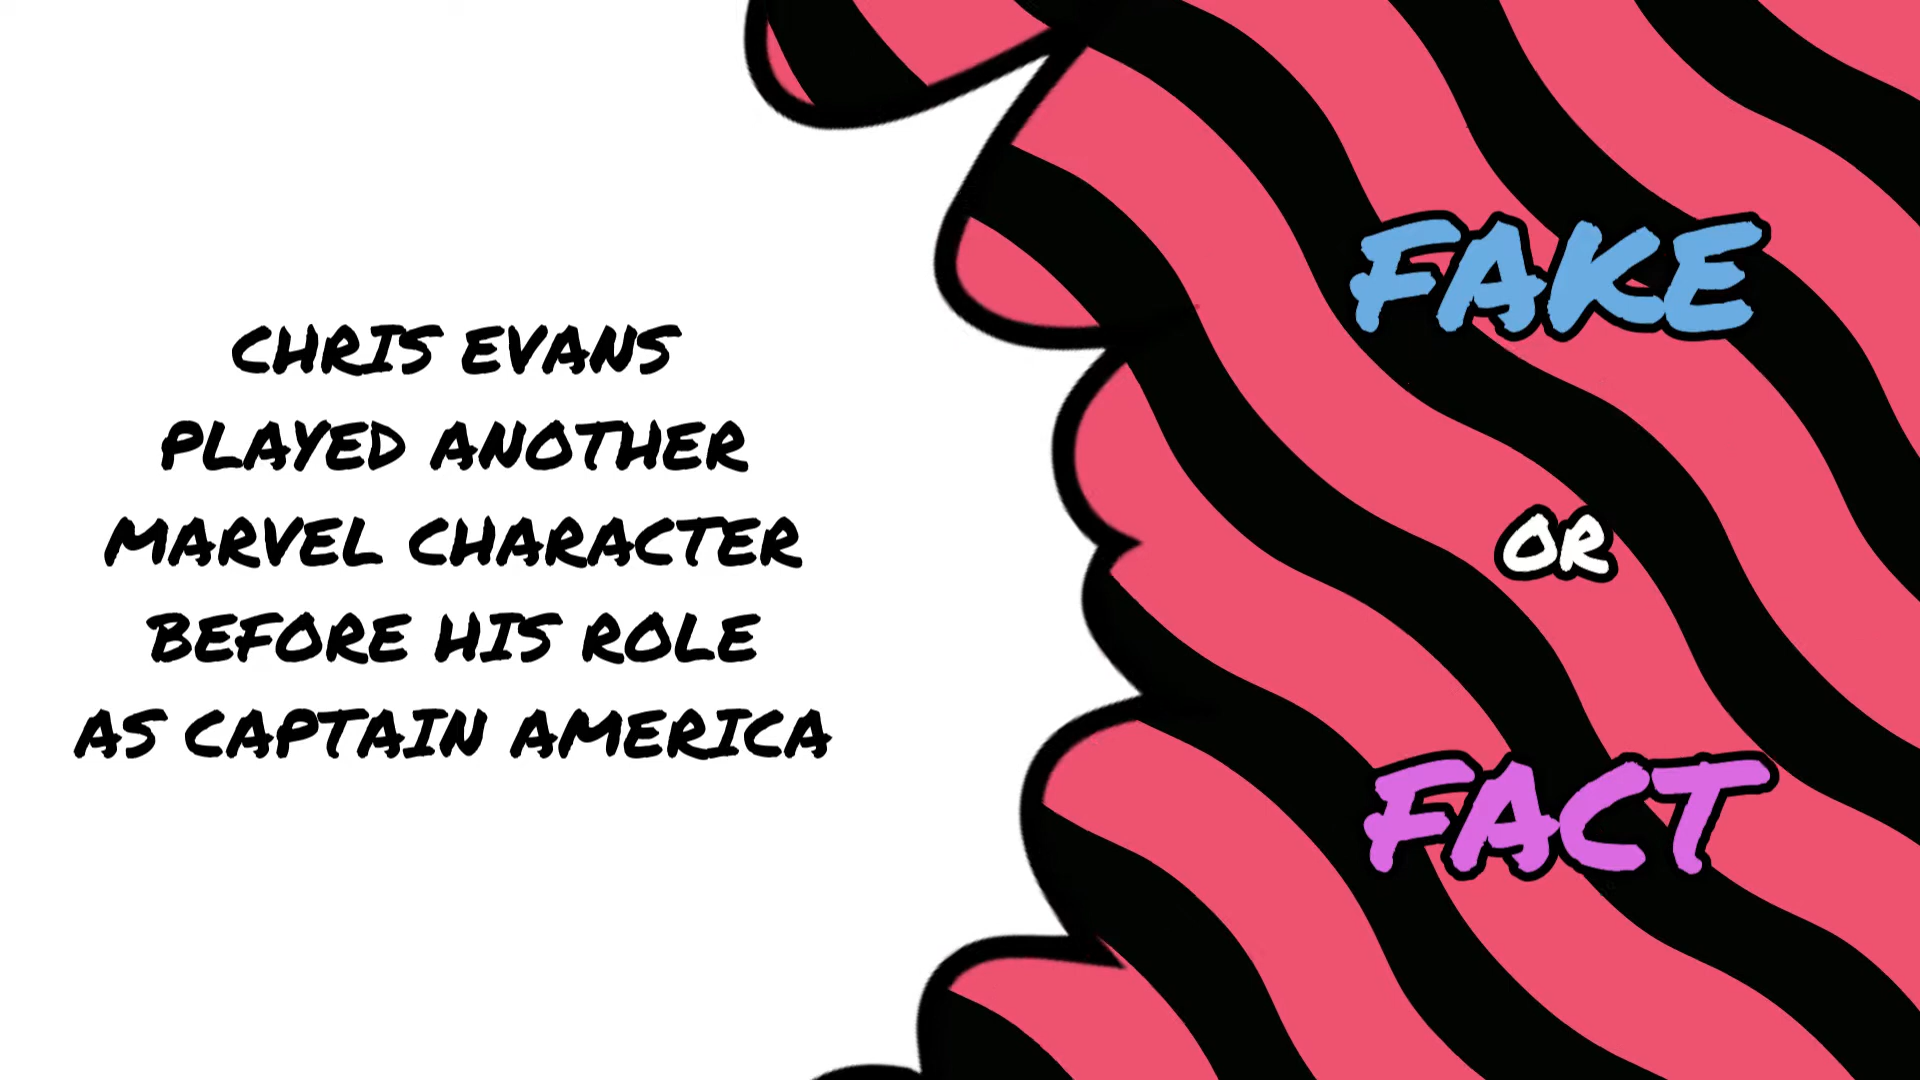 CHRIS EVANS
PLAYED ANOTHER
MARVEL CHARACTER
BEFORE HIS ROLE
AS CAPTAIN AMERICA
FAKE
OR
FACT